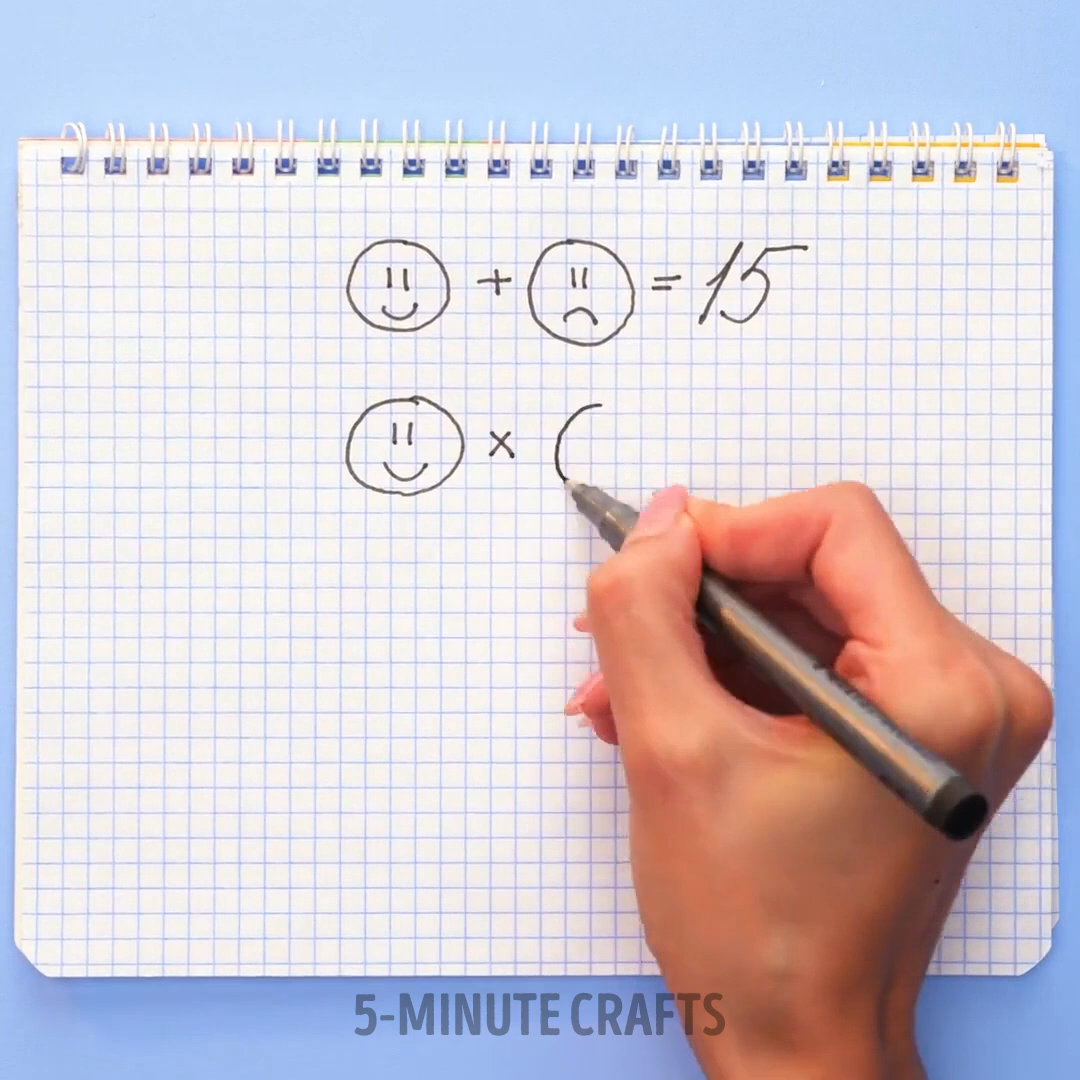 + = 15
×
5-MINUTE CRAFTS